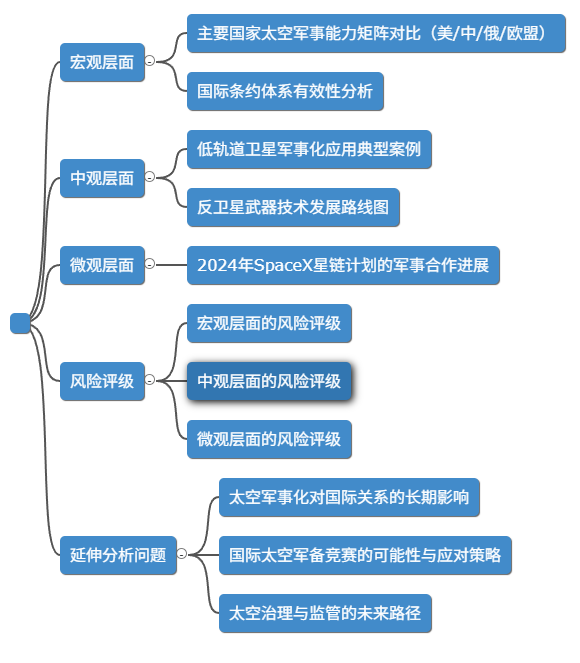 宏观层面
主要国家太空军事能力矩阵对比（美/中/俄/欧盟）
国际条约体系有效性分析
中观层面
低轨道卫星军事化应用典型案例
反卫星武器技术发展路线图
微观层面
2024年SpaceX星链计划的军事合作进展
风险评级
宏观层面的风险评级
中观层面的风险评级
微观层面的风险评级
延伸分析问题
太空军事化对国际关系的长期影响
国际太空军备竞赛的可能性与应对策略
太空治理与监管的未来路径